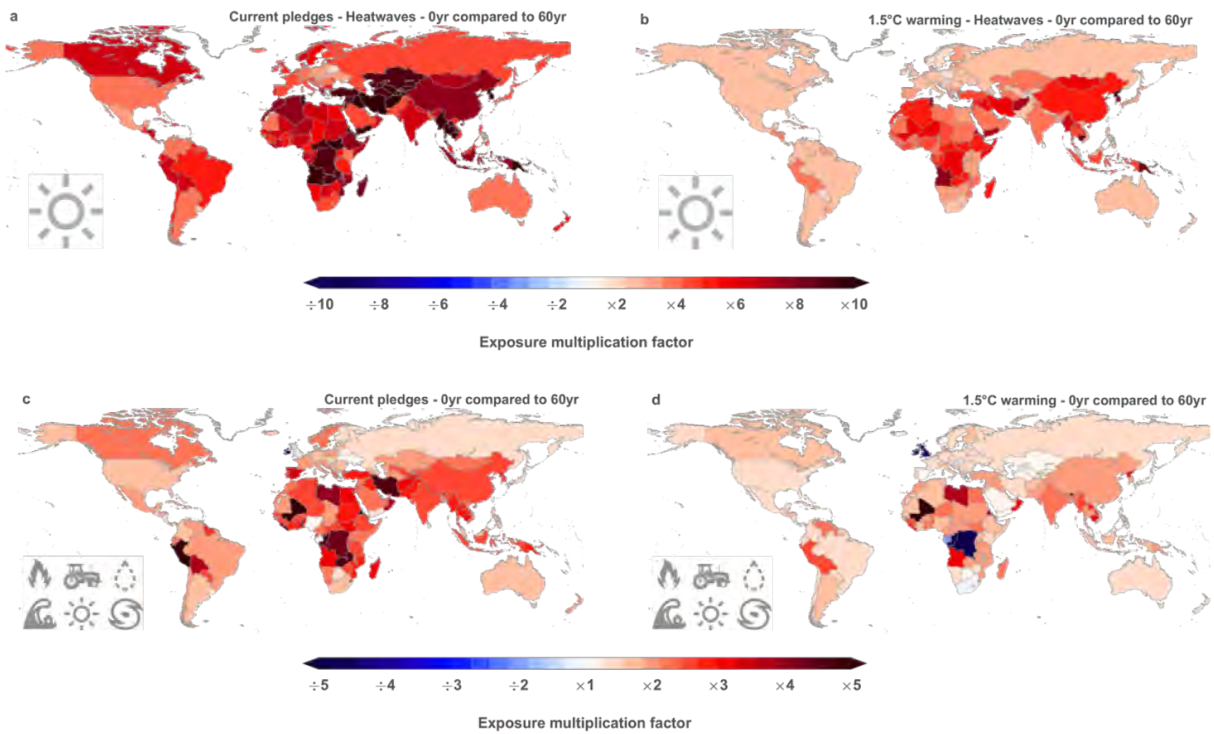 a
Current pledges - Heatwaves - 0yr compared to 60yr
b
1.5°C warming - Heatwaves - 0yr compared to 60yr
÷10 ÷8 ÷6 ÷4 ÷2 ×2 ×4 ×6 ×8 ×10
Exposure multiplication factor
c
Current pledges - 0yr compared to 60yr
d
1.5°C warming - 0yr compared to 60yr
÷5 ÷4 ÷3 ÷2 ×1 ×2 ×3 ×4 ×5
Exposure multiplication factor